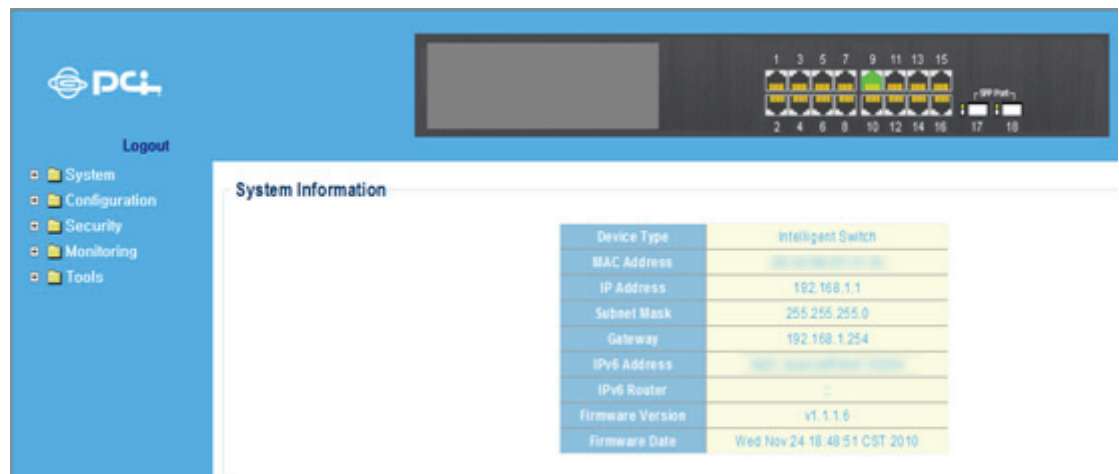 PCi
1 3 5 7 9 11 13 15
SFP Port
2 4 6 8 10 12 14 16 17 18
Logout
System
Configuration
Security
Monitoring
Tools
System Information
Device Type Intelligent Switch
MAC Address
IP Address 192.168.1.1
Subnet Mask 255.255.255.0
Gateway 192.168.1.254
IPv6 Address
IPv6 Router ::
Firmware Version v1.1.1.6
Firmware Date Wed Nov 24 18:48:51 CST 2010